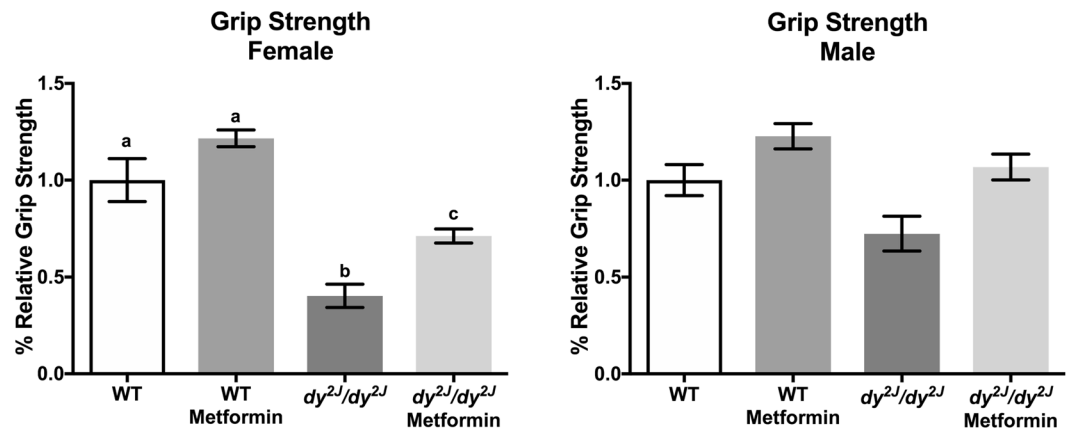 Grip Strength
Female
% Relative Grip Strength
1.5
1.0
0.5
0.0
a
a
b
c
WT
WT
Metformin
dy²ᴶ/dy²ᴶ
dy²ᴶ/dy²ᴶ
Metformin
Grip Strength
Male
% Relative Grip Strength
1.5
1.0
0.5
0.0
WT
WT
Metformin
dy²ᴶ/dy²ᴶ
dy²ᴶ/dy²ᴶ
Metformin